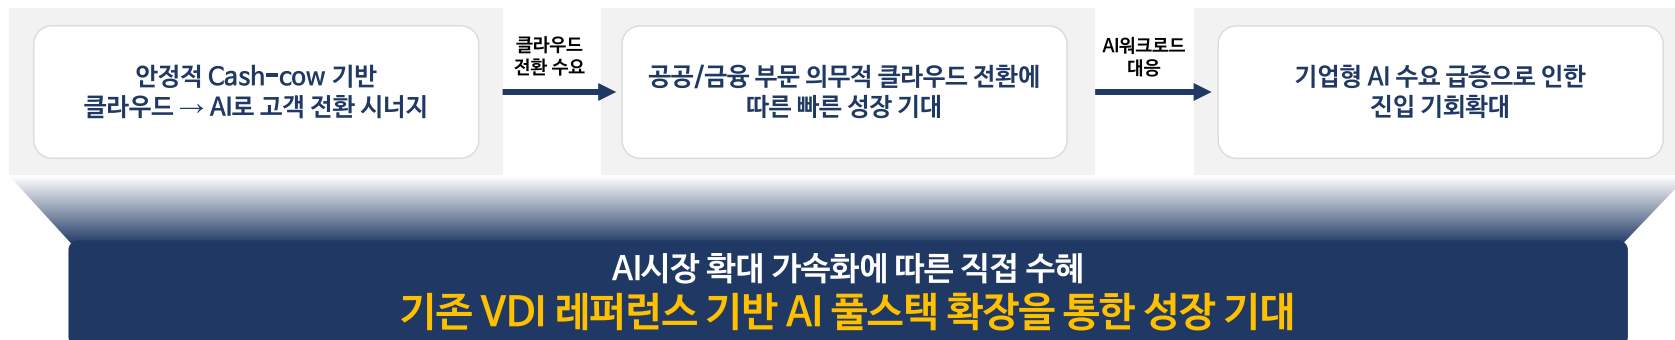 안정적 Cash-cow 기반
클라우드 → AI로 고객 전환 시너지
클라우드
전환 수요
공공/금융 부문 의무적 클라우드 전환에
따른 빠른 성장 기대
AI워크로드
대응
기업형 AI 수요 급증으로 인한
진입 기회확대
AI시장 확대 가속화에 따른 직접 수혜
기존 VDI 레퍼런스 기반 AI 풀스택 확장을 통한 성장 기대